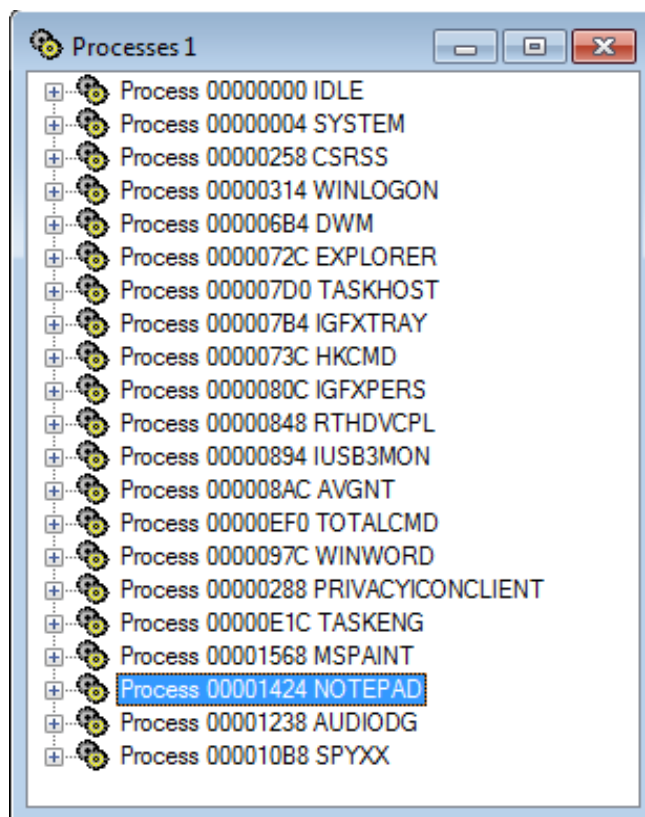 Processes 1
Process 00000000 IDLE
Process 00000004 SYSTEM
Process 00000258 CSRSS
Process 00000314 WINLOGON
Process 000006B4 DWM
Process 0000072C EXPLORER
Process 000007D0 TASKHOST
Process 000007B4 IGFXTRAY
Process 0000073C HKCMD
Process 0000080C IGFXPERS
Process 00000848 RTHDVCPL
Process 00000894 IUSB3MON
Process 000008AC AVGNT
Process 00000EF0 TOTALCMD
Process 0000097C WINWORD
Process 00000288 PRIVACYICONCLIENT
Process 00000E1C TASKENG
Process 00001568 MSPAINT
Process 00001424 NOTEPAD
Process 00001238 AUDIODG
Process 000010B8 SPYXX